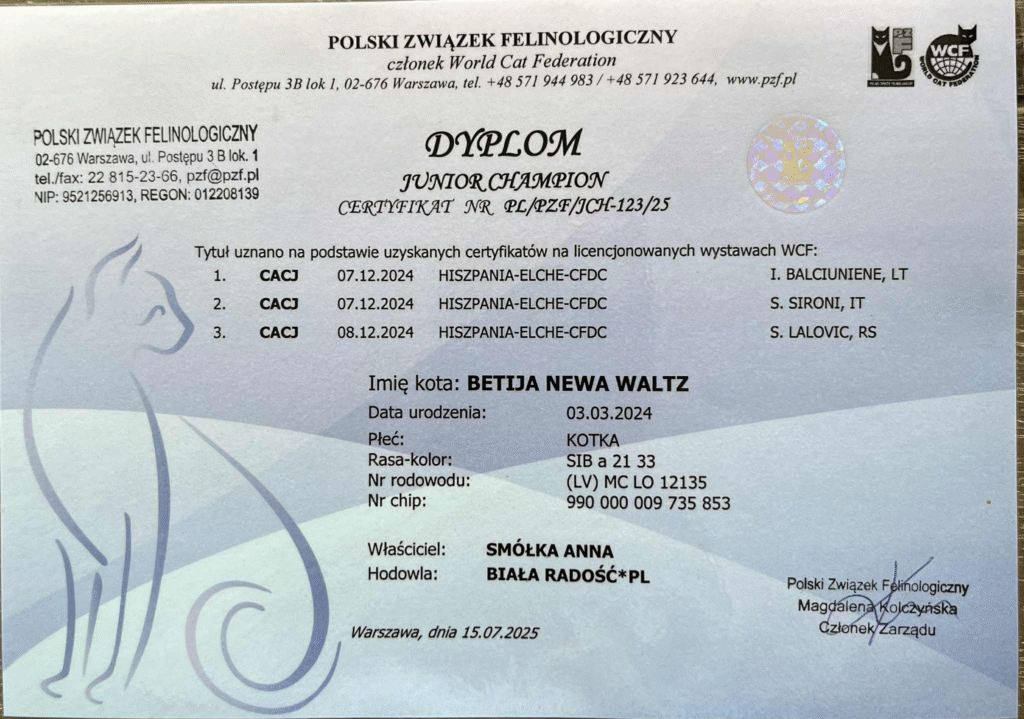 POLSKI ZWIĄZEK FELINOLOGICZNY
członek World Cat Federation
ul. Postępu 3B lok 1, 02-676 Warszawa, tel. +48 571 944 983 / +48 571 923 644, www.pzf.pl
PZF
WCF
WORLD CAT FEDERATION
POLSKI ZWIĄZEK FELINOLOGICZNY
02-676 Warszawa, ul. Postępu 3 B lok. 1
tel./fax: 22 815-23-66, pzf@pzf.pl
NIP: 9521256913, REGON: 012208139
DYPLOM
JUNIOR CHAMPION
CERTYFIKAT NR PL/PZF/JCH-123/25
Tytuł uznano na podstawie uzyskanych certyfikatów na licencjonowanych wystawach WCF:
1. CACJ 07.12.2024 HISZPANIA-ELCHE-CFDC I. BALCIUNIENE, LT
2. CACJ 07.12.2024 HISZPANIA-ELCHE-CFDC S. SIRONI, IT
3. CACJ 08.12.2024 HISZPANIA-ELCHE-CFDC S. LALOVIC, RS
Imię kota: BETIJA NEWA WALTZ
Data urodzenia: 03.03.2024
Płeć: KOTKA
Rasa-kolor: SIB a 21 33
Nr rodowodu: (LV) MC LO 12135
Nr chip: 990 000 009 735 853
Właściciel: SMÓŁKA ANNA
Hodowla: BIAŁA RADOŚĆ*PL
Warszawa, dnia 15.07.2025
Polski Związek Felinologiczny
Magdalena Kolczyńska
Członek Zarządu